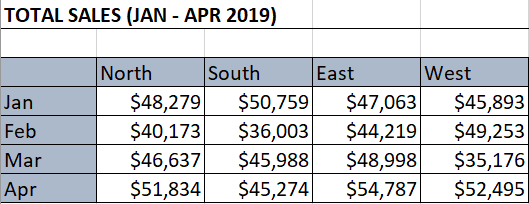 TOTAL SALES (JAN - APR 2019)
North South East West
Jan $48,279 $50,759 $47,063 $45,893
Feb $40,173 $36,003 $44,219 $49,253
Mar $46,637 $45,988 $48,998 $35,176
Apr $51,834 $45,274 $54,787 $52,495